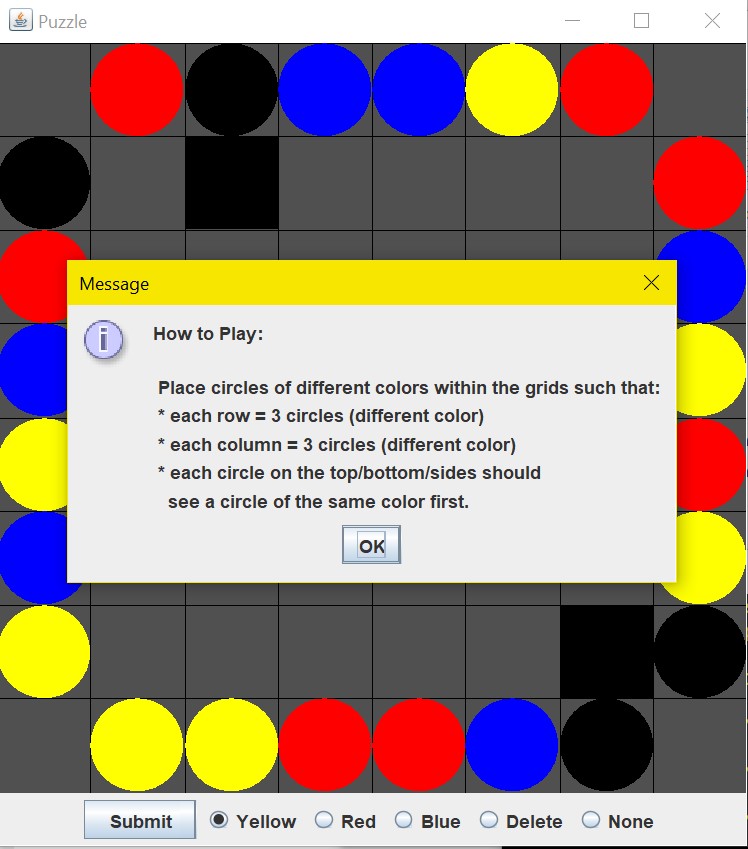 Puzzle
Message
How to Play:
Place circles of different colors within the grids such that:
* each row = 3 circles (different color)
* each column = 3 circles (different color)
* each circle on the top/bottom/sides should
see a circle of the same color first.
OK
Submit Yellow Red Blue Delete None